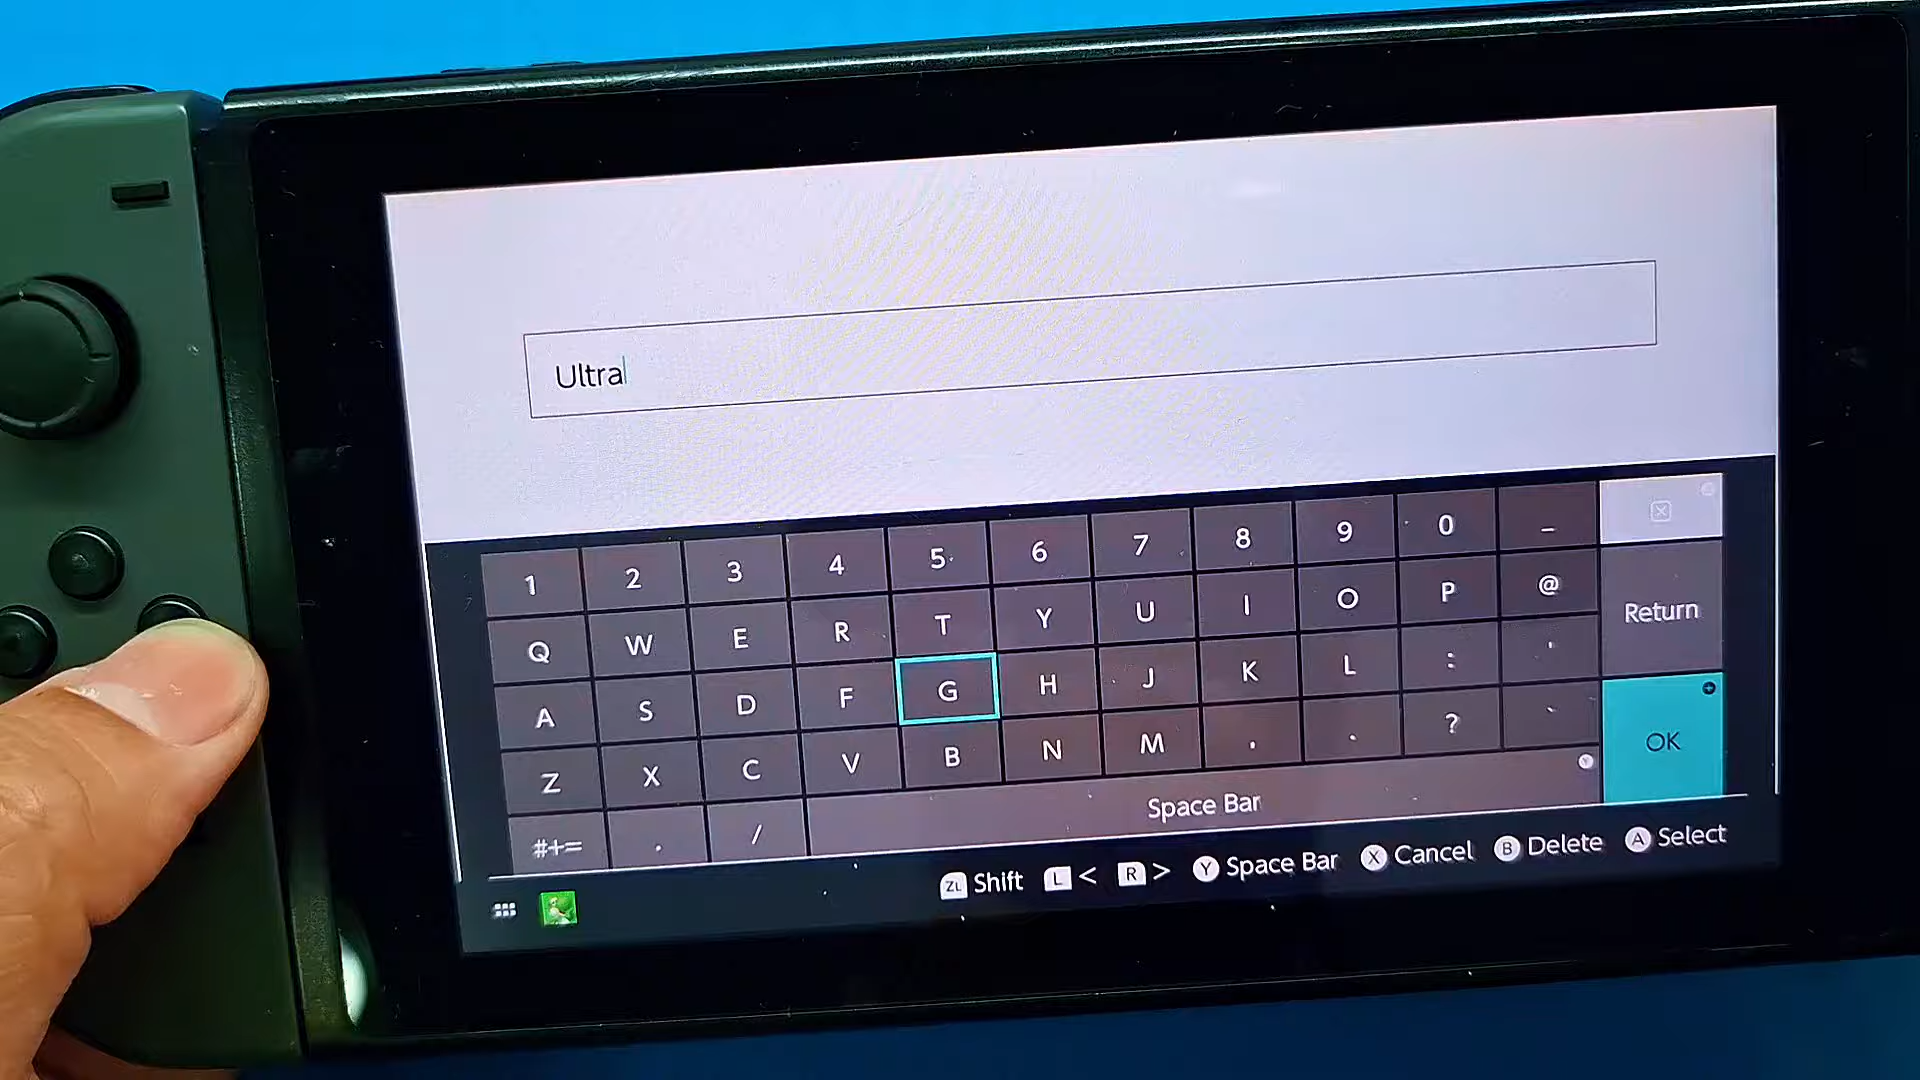 Ultra
1 2 3 4 5 6 7 8 9 0 _
Q W E R T Y U I O P @
Return
A S D F G H J K L : '
Z X C V B N M ?
OK
#+= / Space Bar
ZL Shift L < R > Y Space Bar X Cancel B Delete A Select